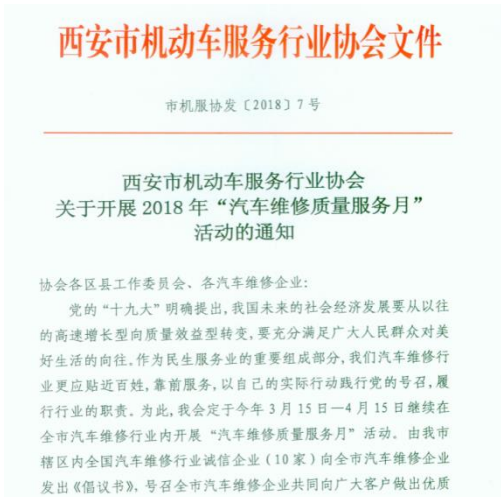 西安市机动车服务行业协会文件
市机服协发〔2018〕7 号
西安市机动车服务行业协会
关于开展 2018 年“汽车维修质量服务月”
活动的通知
协会各区县工作委员会、各汽车维修企业:
党的“十九大”明确提出,我国未来的社会经济发展要从以往
的高速增长型向质量效益型转变,要充分满足广大人民群众对美
好生活的向往。作为民生服务业的重要组成部分,我们汽车维修行
业更应贴近百姓,靠前服务,以自己的实际行动践行党的号召,履
行行业的职责。为此,我会定于今年 3 月 15 日—4 月 15 日继续在
全市汽车维修行业内开展“汽车维修质量服务月”活动。由我市
辖区内全国汽车维修行业诚信企业(10 家)向全市汽车维修企业
发出《倡议书》,号召全市汽车维修企业共同向广大客户做出优质